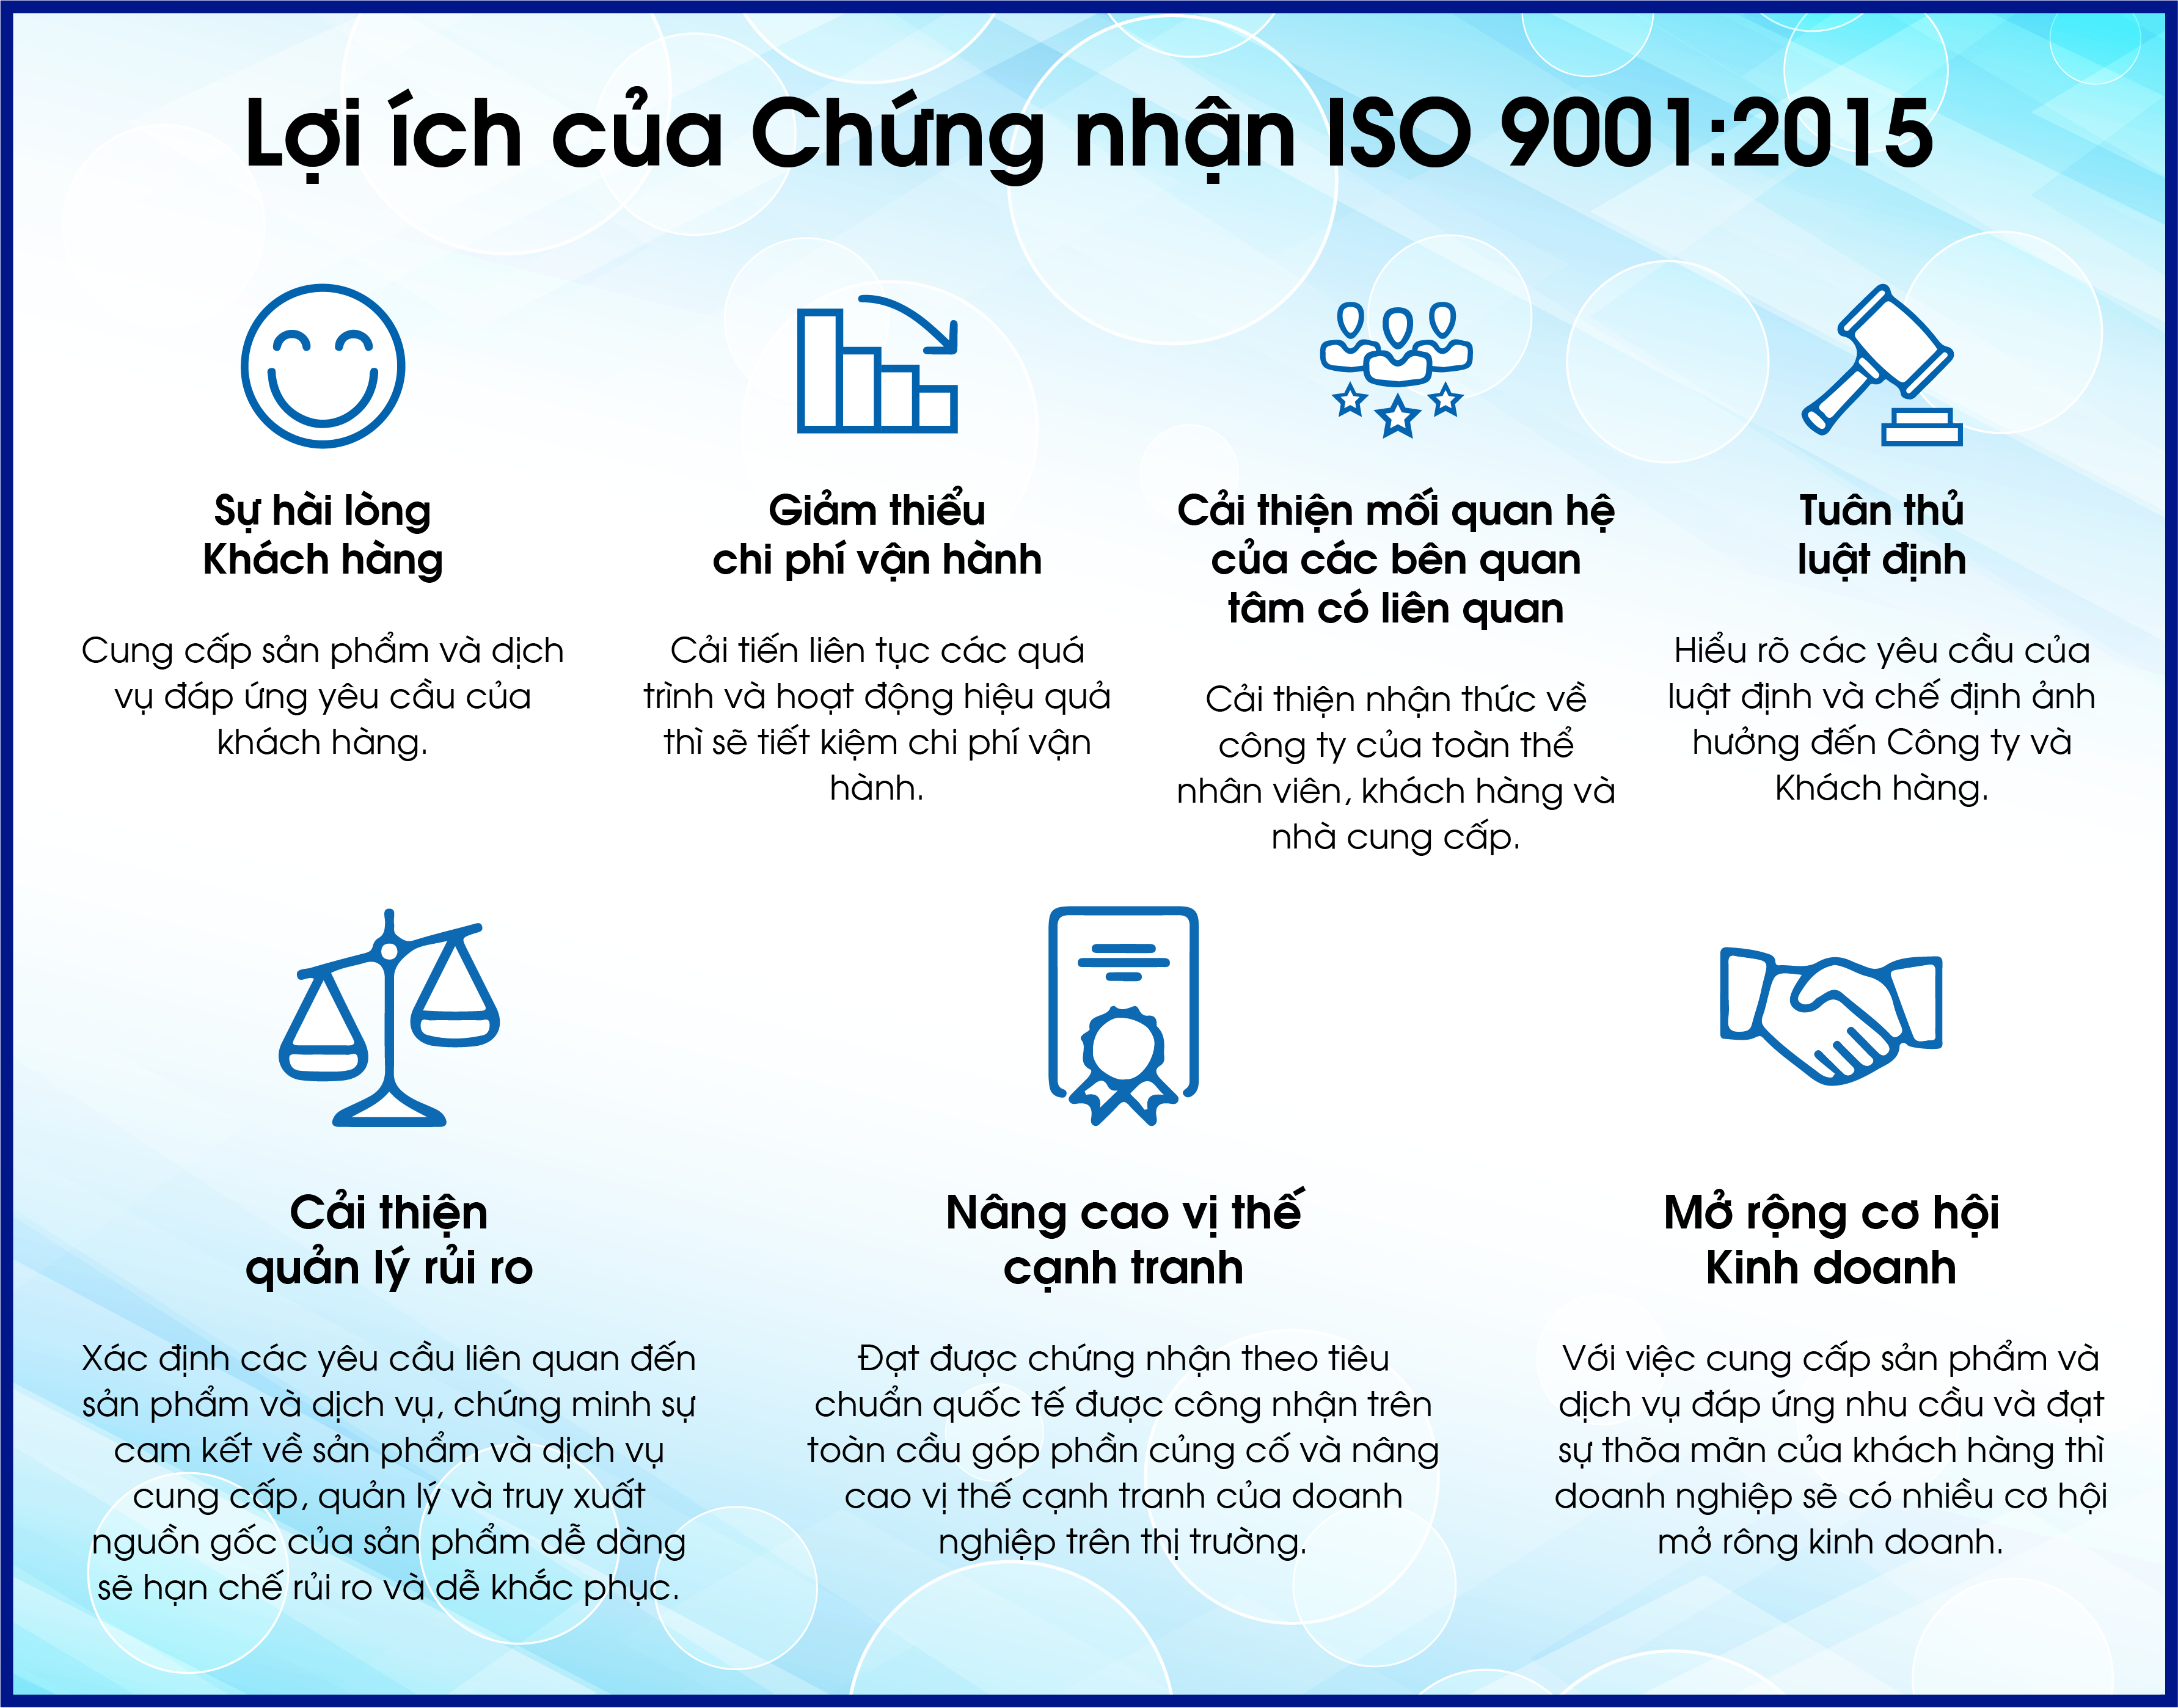 Lợi ích của Chứng nhận ISO 9001:2015
Sự hài lòng
Khách hàng
Cung cấp sản phẩm và dịch
vụ đáp ứng yêu cầu của
khách hàng.
Giảm thiểu
chi phí vận hành
Cải tiến liên tục các quá
trình và hoạt động hiệu quả
thì sẽ tiết kiệm chi phí vận
hành.
Cải thiện mối quan hệ
của các bên quan
tâm có liên quan
Cải thiện nhận thức về
công ty của toàn thể
nhân viên, khách hàng và
nhà cung cấp.
Tuân thủ
luật định
Hiểu rõ các yêu cầu của
luật định và chế định ảnh
hưởng đến Công ty và
Khách hàng.
Cải thiện
quản lý rủi ro
Xác định các yêu cầu liên quan đến
sản phẩm và dịch vụ, chứng minh sự
cam kết về sản phẩm và dịch vụ
cung cấp, quản lý và truy xuất
nguồn gốc của sản phẩm dễ dàng
sẽ hạn chế rủi ro và dễ khắc phục.
Nâng cao vị thế
cạnh tranh
Đạt được chứng nhận theo tiêu
chuẩn quốc tế được công nhận trên
toàn cầu góp phần củng cố và nâng
cao vị thế cạnh tranh của doanh
nghiệp trên thị trường.
Mở rộng cơ hội
Kinh doanh
Với việc cung cấp sản phẩm và
dịch vụ đáp ứng nhu cầu và đạt
sự thõa mãn của khách hàng thì
doanh nghiệp sẽ có nhiều cơ hội
mở rông kinh doanh.